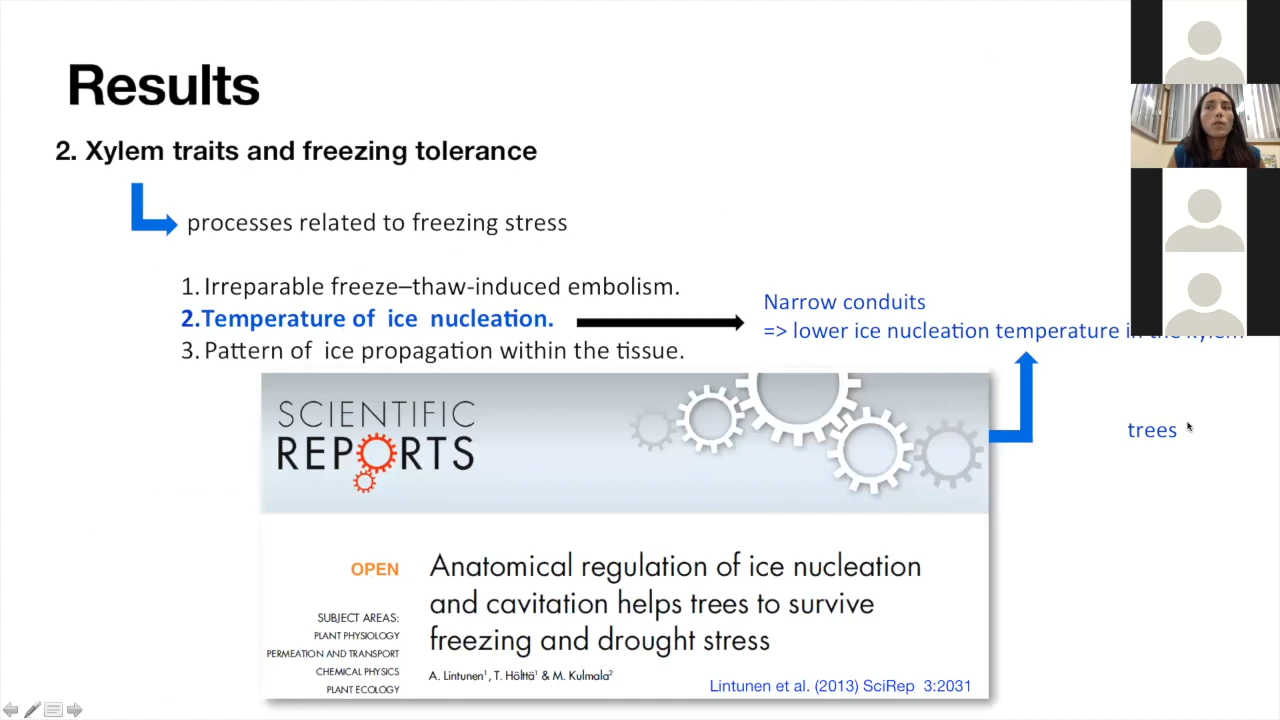 Results
2. Xylem traits and freezing tolerance
processes related to freezing stress
1. Irreparable freeze–thaw-induced embolism.
2.Temperature of ice nucleation.
3. Pattern of ice propagation within the tissue.
Narrow conduits
=> lower ice nucleation temperature in the xylem
trees
SCIENTIFIC
REPORTS
OPEN
SUBJECT AREAS:
PLANT PHYSIOLOGY
PERMEATION AND TRANSPORT
CHEMICAL PHYSICS
PLANT ECOLOGY
Anatomical regulation of ice nucleation
and cavitation helps trees to survive
freezing and drought stress
A. Lintunen¹, T. Hölttä¹ & M. Kulmala²
Lintunen et al. (2013) SciRep 3:2031